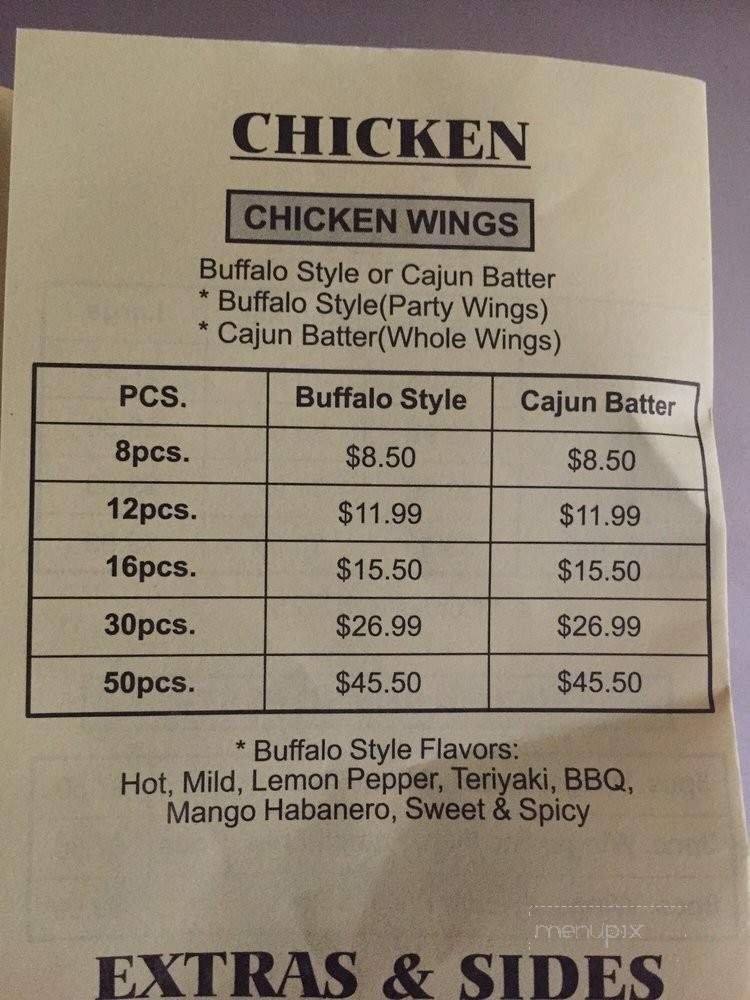 CHICKEN
CHICKEN WINGS
Buffalo Style or Cajun Batter
* Buffalo Style(Party Wings)
* Cajun Batter(Whole Wings)
PCS. Buffalo Style Cajun Batter
8pcs. $8.50 $8.50
12pcs. $11.99 $11.99
16pcs. $15.50 $15.50
30pcs. $26.99 $26.99
50pcs. $45.50 $45.50
* Buffalo Style Flavors:
Hot, Mild, Lemon Pepper, Teriyaki, BBQ,
Mango Habanero, Sweet & Spicy
menupix
EXTRAS & SIDES